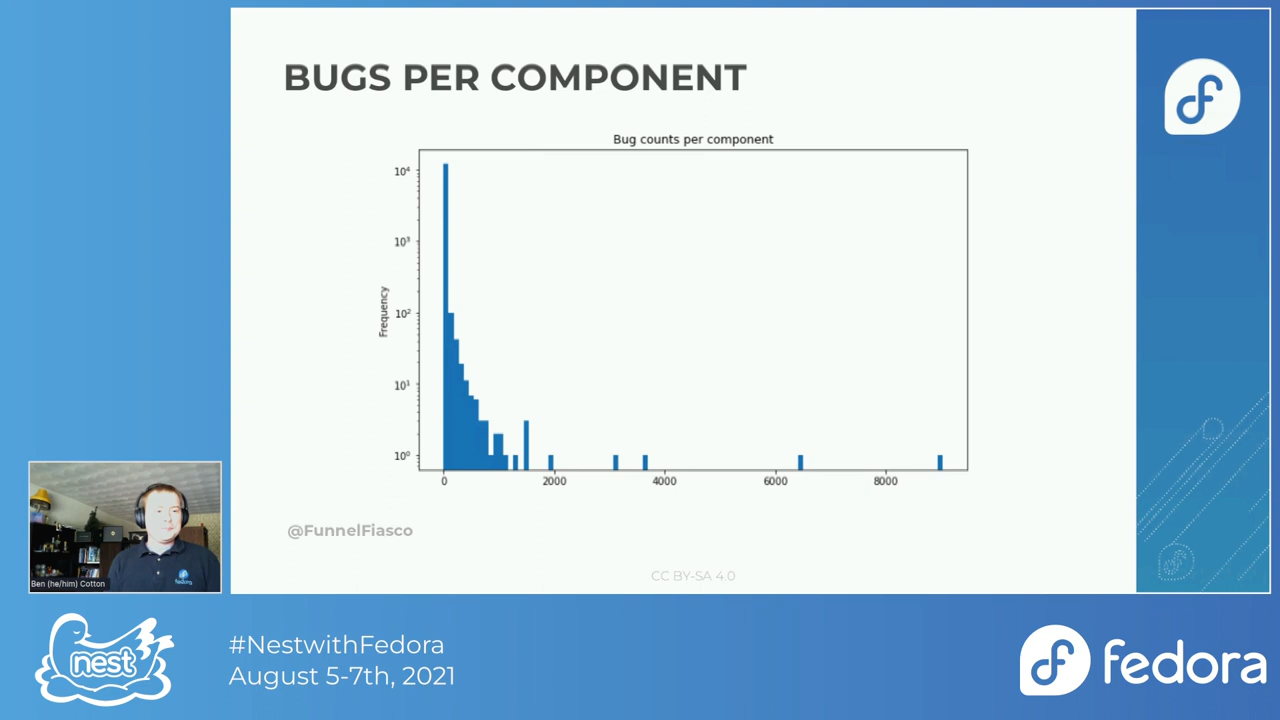 BUGS PER COMPONENT
Bug counts per component
10⁴
10³
10²
10¹
10⁰
Frequency
0 2000 4000 6000 8000
@FunnelFiasco
CC BY-SA 4.0
Ben (he/him) Cotton
fedora
nest
#NestwithFedora
August 5-7th, 2021
fedora